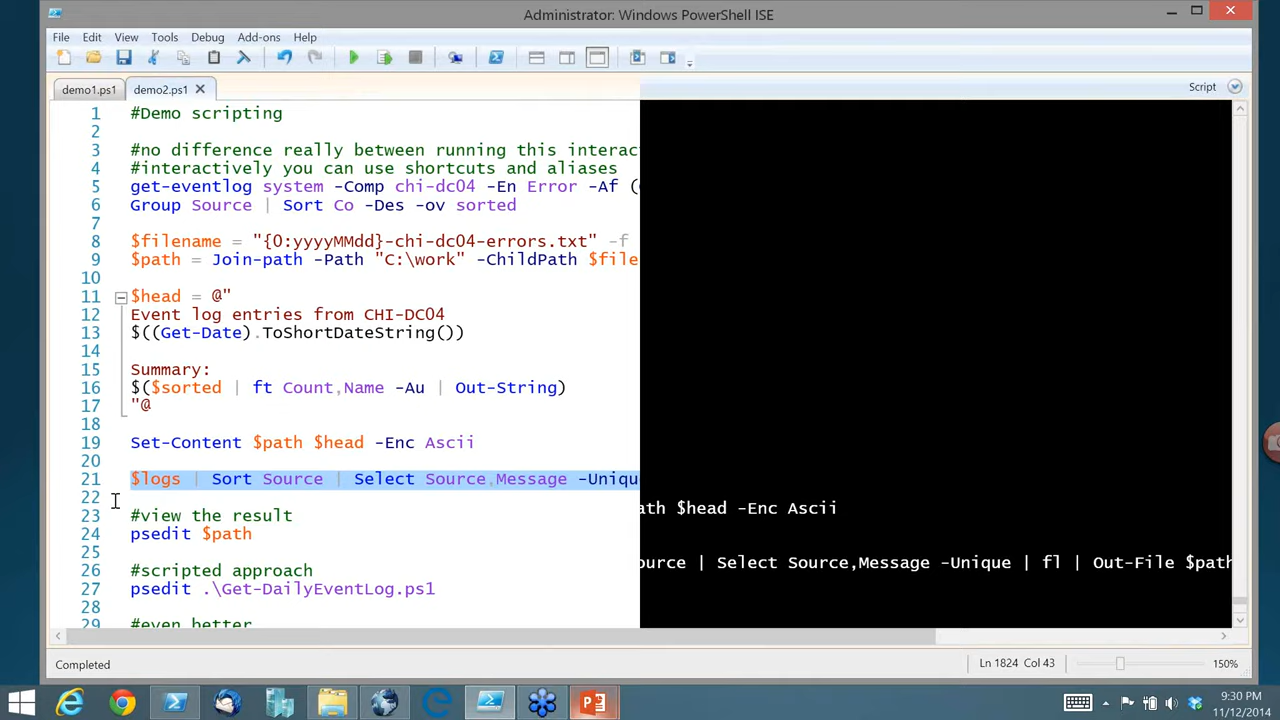 Administrator: Windows PowerShell ISE
File Edit View Tools Debug Add-ons Help
demo1.ps1 demo2.ps1
Script
1 #Demo scripting
2
3 #no difference really between running this interac
4 #interactively you can use shortcuts and aliases
5 get-eventlog system -Comp chi-dc04 -En Error -Af (
6 Group Source | Sort Co -Des -ov sorted
7
8 $filename = "{0:yyyyMMdd}-chi-dc04-errors.txt" -f
9 $path = Join-path -Path "C:\work" -ChildPath $file
10
11 $head = @"
12 Event log entries from CHI-DC04
13 $((Get-Date).ToShortDateString())
14
15 Summary:
16 $($sorted | ft Count,Name -Au | Out-String)
17 "@
18
19 Set-Content $path $head -Enc Ascii
20
21 $logs | Sort Source | Select Source,Message -Uniqu
22
23 #view the result
24 psedit $path
25
26 #scripted approach
27 psedit .\Get-DailyEventLog.ps1
28
29 #even better
ath $head -Enc Ascii
ource | Select Source,Message -Unique | fl | Out-File $path
Completed
Ln 1824 Col 43
150%
9:30 PM
11/12/2014